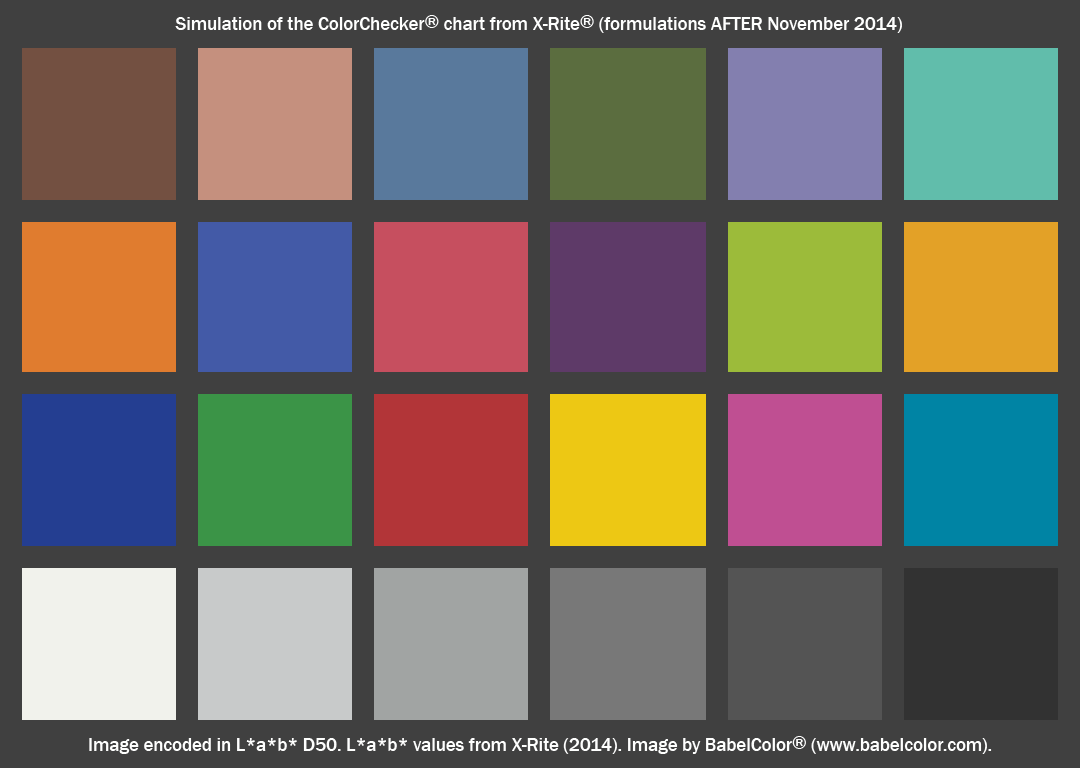 Simulation of the ColorChecker® chart from X-Rite® (formulations AFTER November 2014)
Image encoded in L*a*b* D50. L*a*b* values from X-Rite (2014). Image by BabelColor® (www.babelcolor.com).